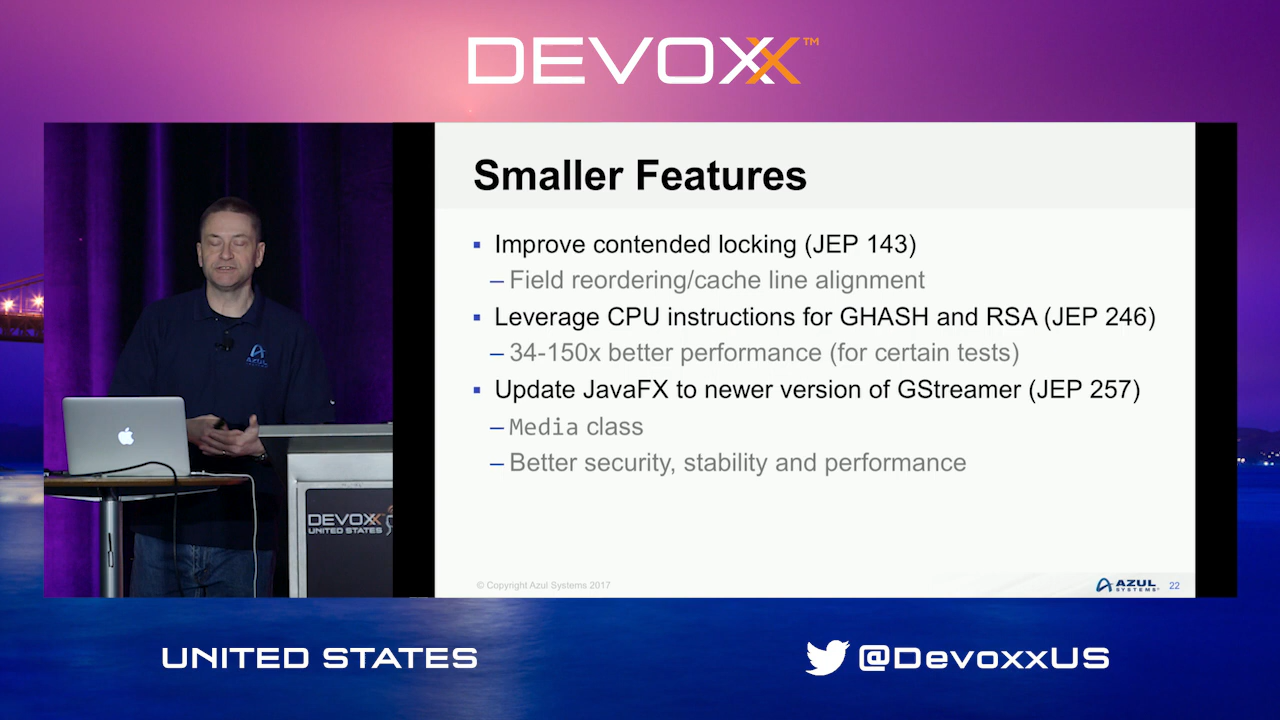 DEVOXX™
Smaller Features
▪ Improve contended locking (JEP 143)
– Field reordering/cache line alignment
▪ Leverage CPU instructions for GHASH and RSA (JEP 246)
– 34-150x better performance (for certain tests)
▪ Update JavaFX to newer version of GStreamer (JEP 257)
– Media class
– Better security, stability and performance
© Copyright Azul Systems 2017
AZUL
SYSTEMS
22
AZUL
DEVOXX
UNITED STATES
UNITED STATES
@DevoxxUS